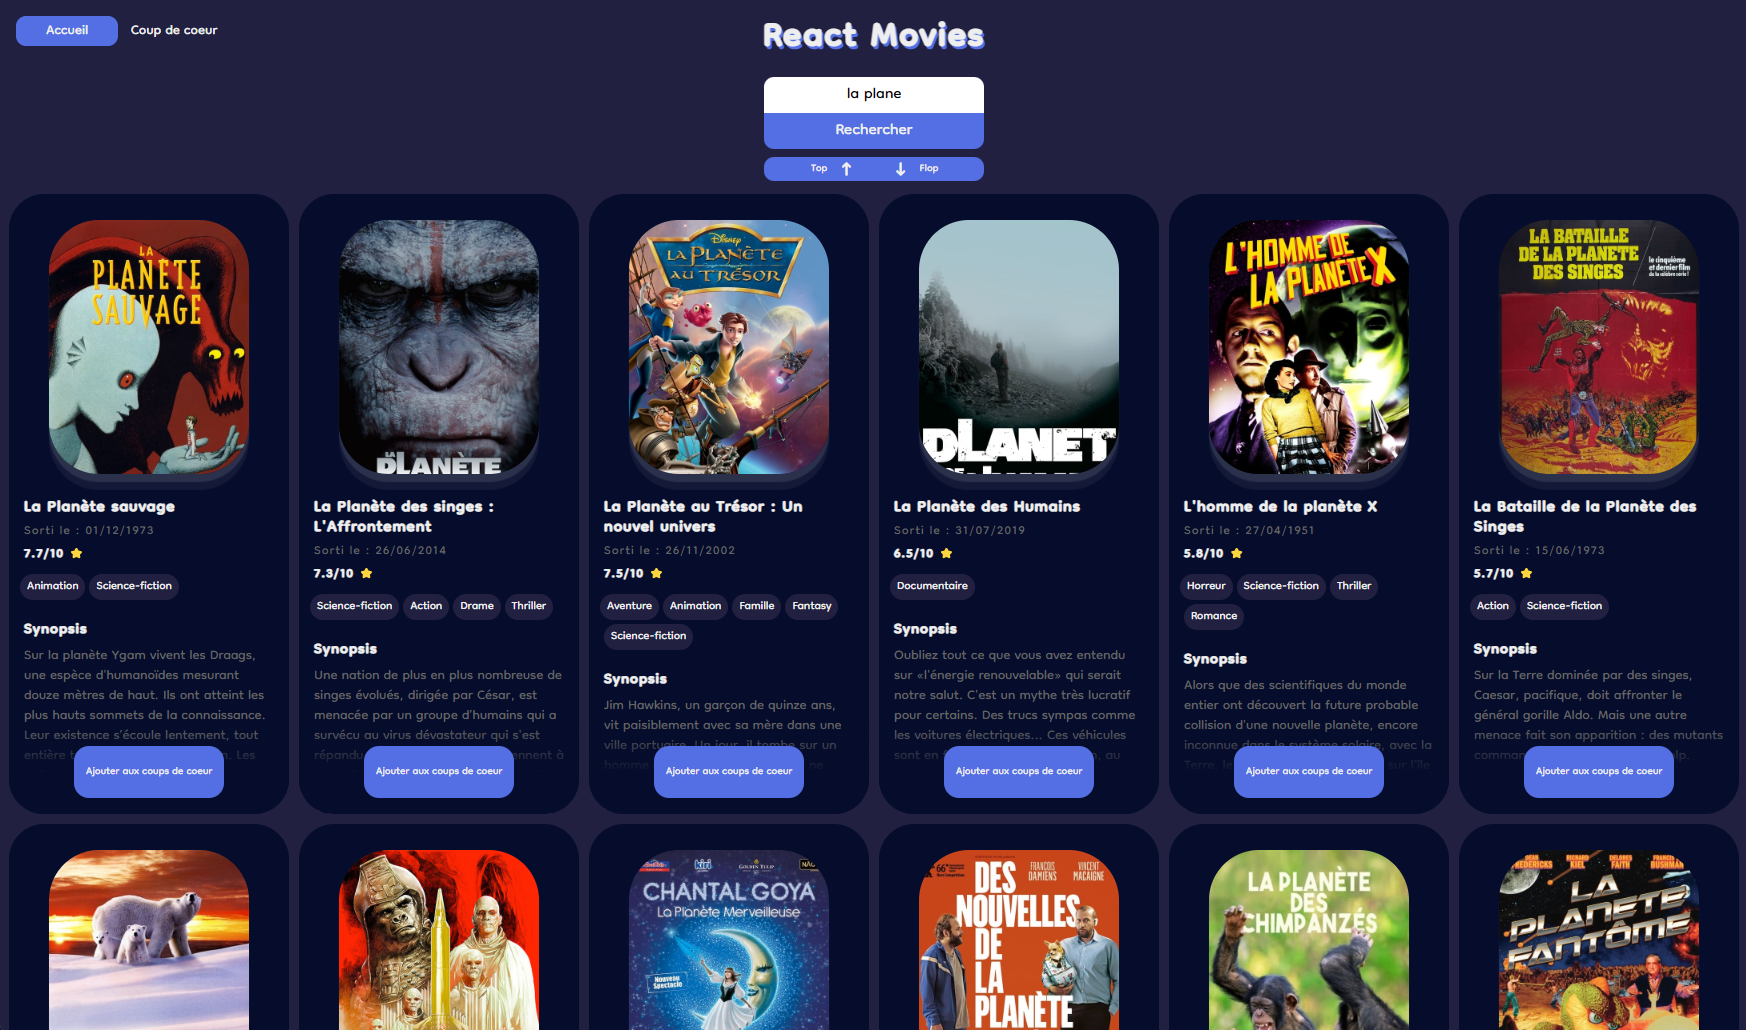 Accueil
Coup de coeur
React Movies
la plane
Rechercher
Top ↑ ↓ Flop
LA
PLANÈTE
SAUVAGE
La Planète sauvage
Sorti le : 01/12/1973
7.7/10
Animation
Science-fiction
Synopsis
Sur la planète Ygam vivent les Draags,
une espèce d'humanoïdes mesurant
douze mètres de haut. Ils ont atteint les
plus hauts sommets de la connaissance.
Leur existence s'écoule lentement, tout
entière
Les
Ajouter aux coups de coeur
LA
PLANÈTE
La Planète des singes :
L'Affrontement
Sorti le : 26/06/2014
7.3/10
Science-fiction
Action
Drame
Thriller
Synopsis
Une nation de plus en plus nombreuse de
singes évolués, dirigée par César, est
menacée par un groupe d'humains qui a
survécu au virus dévastateur qui s'est
répandu
à
Ajouter aux coups de coeur
Disney
LA PLANÈTE
AU TRÉSOR
La Planète au Trésor : Un
nouvel univers
Sorti le : 26/11/2002
7.5/10
Aventure
Animation
Famille
Fantasy
Science-fiction
Synopsis
Jim Hawkins, un garçon de quinze ans,
vit paisiblement avec sa mère dans une
ville portuaire. Un jour, il tombe sur un
homme
ne
Ajouter aux coups de coeur
PLANET
La Planète des Humains
Sorti le : 31/07/2019
6.5/10
Documentaire
Synopsis
Oubliez tout ce que vous avez entendu
sur «l'énergie renouvelable» qui serait
notre salut. C'est un mythe très lucratif
pour certains. Des trucs sympas comme
les voitures électriques... Ces véhicules
sont en
au
Ajouter aux coups de coeur
L'HOMME DE
LA PLANÈTE X
L'homme de la planète X
Sorti le : 27/04/1951
5.8/10
Horreur
Science-fiction
Thriller
Romance
Synopsis
Alors que des scientifiques du monde
entier ont découvert la future probable
collision d'une nouvelle planète, encore
inconnue dans le système solaire, avec la
Terre, le
sur l'île
Ajouter aux coups de coeur
LA BATAILLE
DE LA PLANETE
DES SINGES
le cinquième
et dernier film
La Bataille de la Planète des
Singes
Sorti le : 15/06/1973
5.7/10
Action
Science-fiction
Synopsis
Sur la Terre dominée par des singes,
Caesar, pacifique, doit affronter le
général gorille Aldo. Mais une autre
menace fait son apparition : des mutants
Ajouter aux coups de coeur
kiri
GOLDEN TULIP
CHANTAL GOYA
La Planète Merveilleuse
Nouveau
Spectacle
66
FRANÇOIS
DAMIENS
VINCENT
MACAIGNE
DES
NOUVELLES
DE
LA
PLANÈTE
LA PLANÈTE
DES
CHIMPANZÉS
RICHARD
KIEL
DOLORES
FAITH
LA
PLANETE
FANTÔME